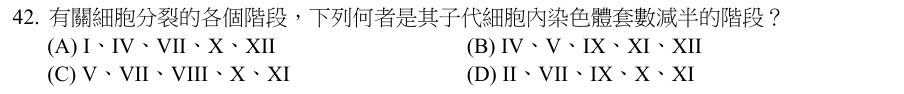 42. 有關細胞分裂的各個階段，下列何者是其子代細胞內染色體套數減半的階段？
(A) I、IV、VII、X、XII (B) IV、V、IX、XI、XII
(C) V、VII、VIII、X、XI (D) II、VII、IX、X、XI